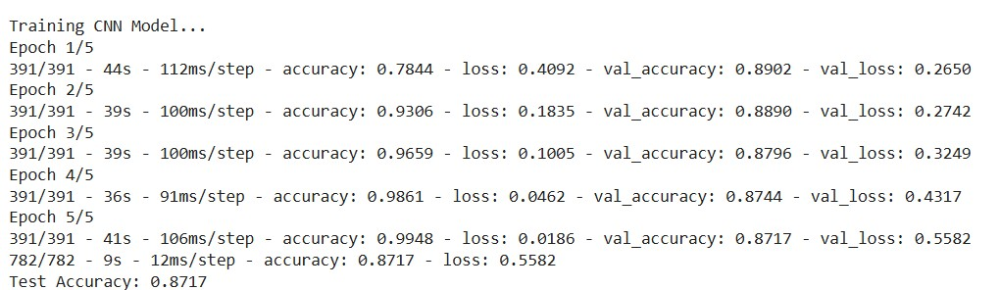 Training CNN Model...
Epoch 1/5
391/391 - 44s - 112ms/step - accuracy: 0.7844 - loss: 0.4092 - val_accuracy: 0.8902 - val_loss: 0.2650
Epoch 2/5
391/391 - 39s - 100ms/step - accuracy: 0.9306 - loss: 0.1835 - val_accuracy: 0.8890 - val_loss: 0.2742
Epoch 3/5
391/391 - 39s - 100ms/step - accuracy: 0.9659 - loss: 0.1005 - val_accuracy: 0.8796 - val_loss: 0.3249
Epoch 4/5
391/391 - 36s - 91ms/step - accuracy: 0.9861 - loss: 0.0462 - val_accuracy: 0.8744 - val_loss: 0.4317
Epoch 5/5
391/391 - 41s - 106ms/step - accuracy: 0.9948 - loss: 0.0186 - val_accuracy: 0.8717 - val_loss: 0.5582
782/782 - 9s - 12ms/step - accuracy: 0.8717 - loss: 0.5582
Test Accuracy: 0.8717